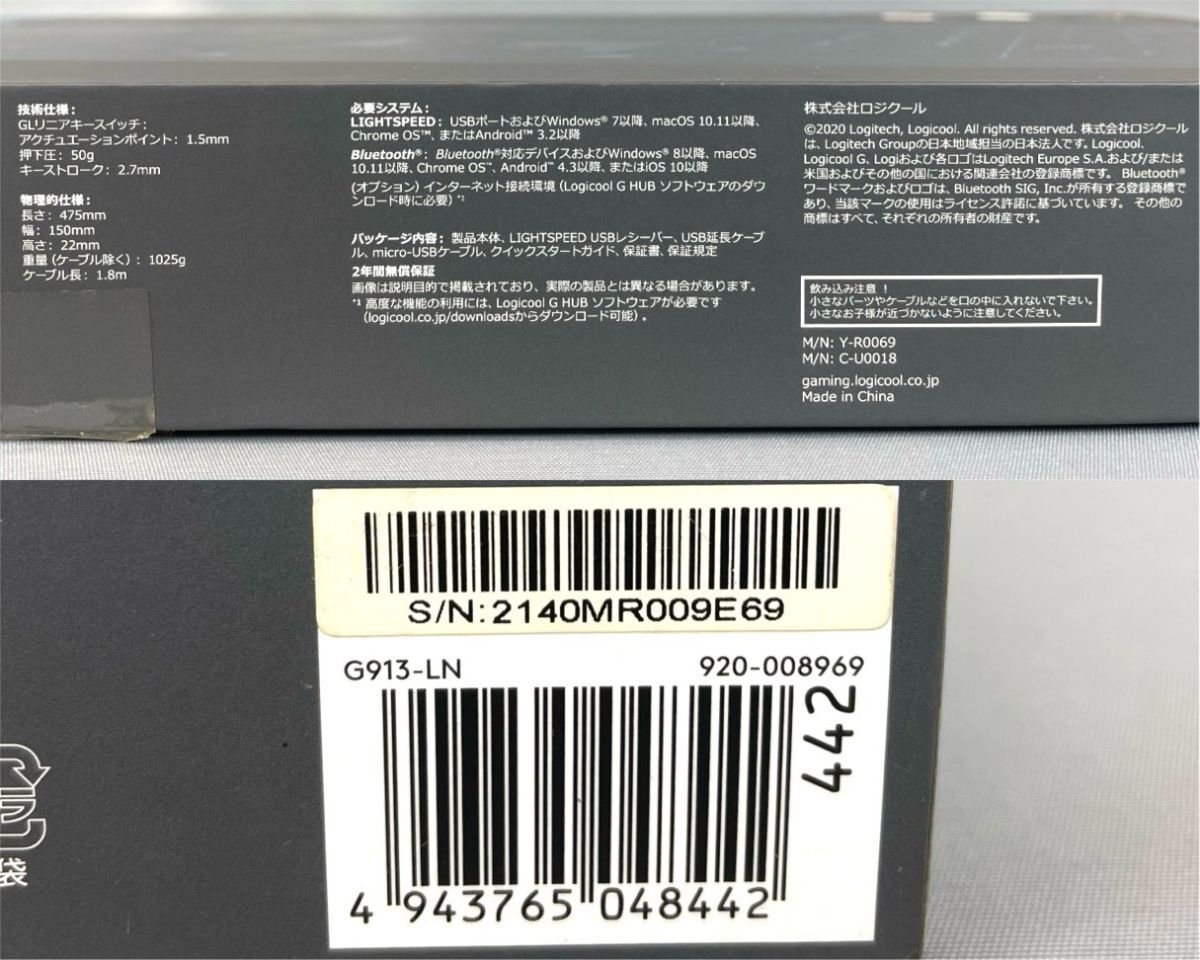 技術仕様：
GLリニアキースイッチ：
アクチュエーションポイント：1.5mm
押下圧：50g
キーストローク：2.7mm
物理的仕様：
長さ：475mm
幅：150mm
高さ：22mm
重量 (ケーブル除く)：1025g
ケーブル長：1.8m
必要システム：
LIGHTSPEED：USBポートおよびWindows® 7以降、macOS 10.11以降、
Chrome OS™、またはAndroid™ 3.2以降
Bluetooth®：Bluetooth®対応デバイスおよびWindows® 8以降、macOS
10.11以降、Chrome OS™、Android™ 4.3以降、またはiOS 10以降
(オプション) インターネット接続環境 (Logicool G HUB ソフトウェアのダウ
ンロード時に必要) *1
パッケージ内容：製品本体、LIGHTSPEED USBレシーバー、USB延長ケーブ
ル、micro-USBケーブル、クイックスタートガイド、保証書、保証規定
2年間無償保証
画像は説明目的で掲載されており、実際の製品とは異なる場合があります。
*1 高度な機能の利用には、Logicool G HUB ソフトウェアが必要です
(logicool.co.jp/downloadsからダウンロード可能) 。
株式会社ロジクール
©2020 Logitech, Logicool. All rights reserved. 株式会社ロジクール
は、Logitech Groupの日本地域担当の日本法人です。Logicool,
Logicool G, Logiおよび各ロゴはLogitech Europe S.A.および/または
米国およびその他の国における関連会社の登録商標です。 Bluetooth®
ワードマークおよびロゴは、Bluetooth SIG, Inc.が所有する登録商標で
あり、当該マークの使用はライセンス許諾に基づいています。 その他の
商標はすべて、それぞれの所有者の財産です。
飲み込み注意 ！
小さなパーツやケーブルなどを口の中に入れないで下さい。
小さなお子様が近づかないように注意してください。
M/N: Y-R0069
M/N: C-U0018
gaming.logicool.co.jp
Made in China
S/N:2140MR009E69
G913-LN 920-008969
442
4 943765 048442
袋